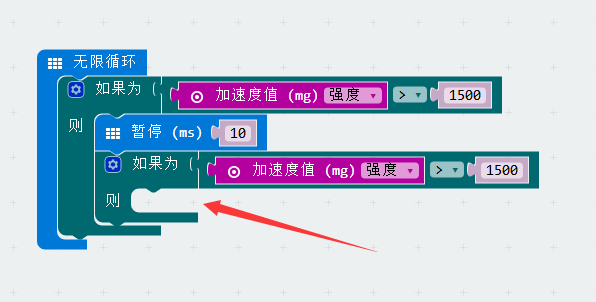 无限循环
如果为 ( 加速度值 (mg) 强度 ▾ > ▾ 1500
则
暂停 (ms) 10
如果为 ( 加速度值 (mg) 强度 ▾ > ▾ 1500
则